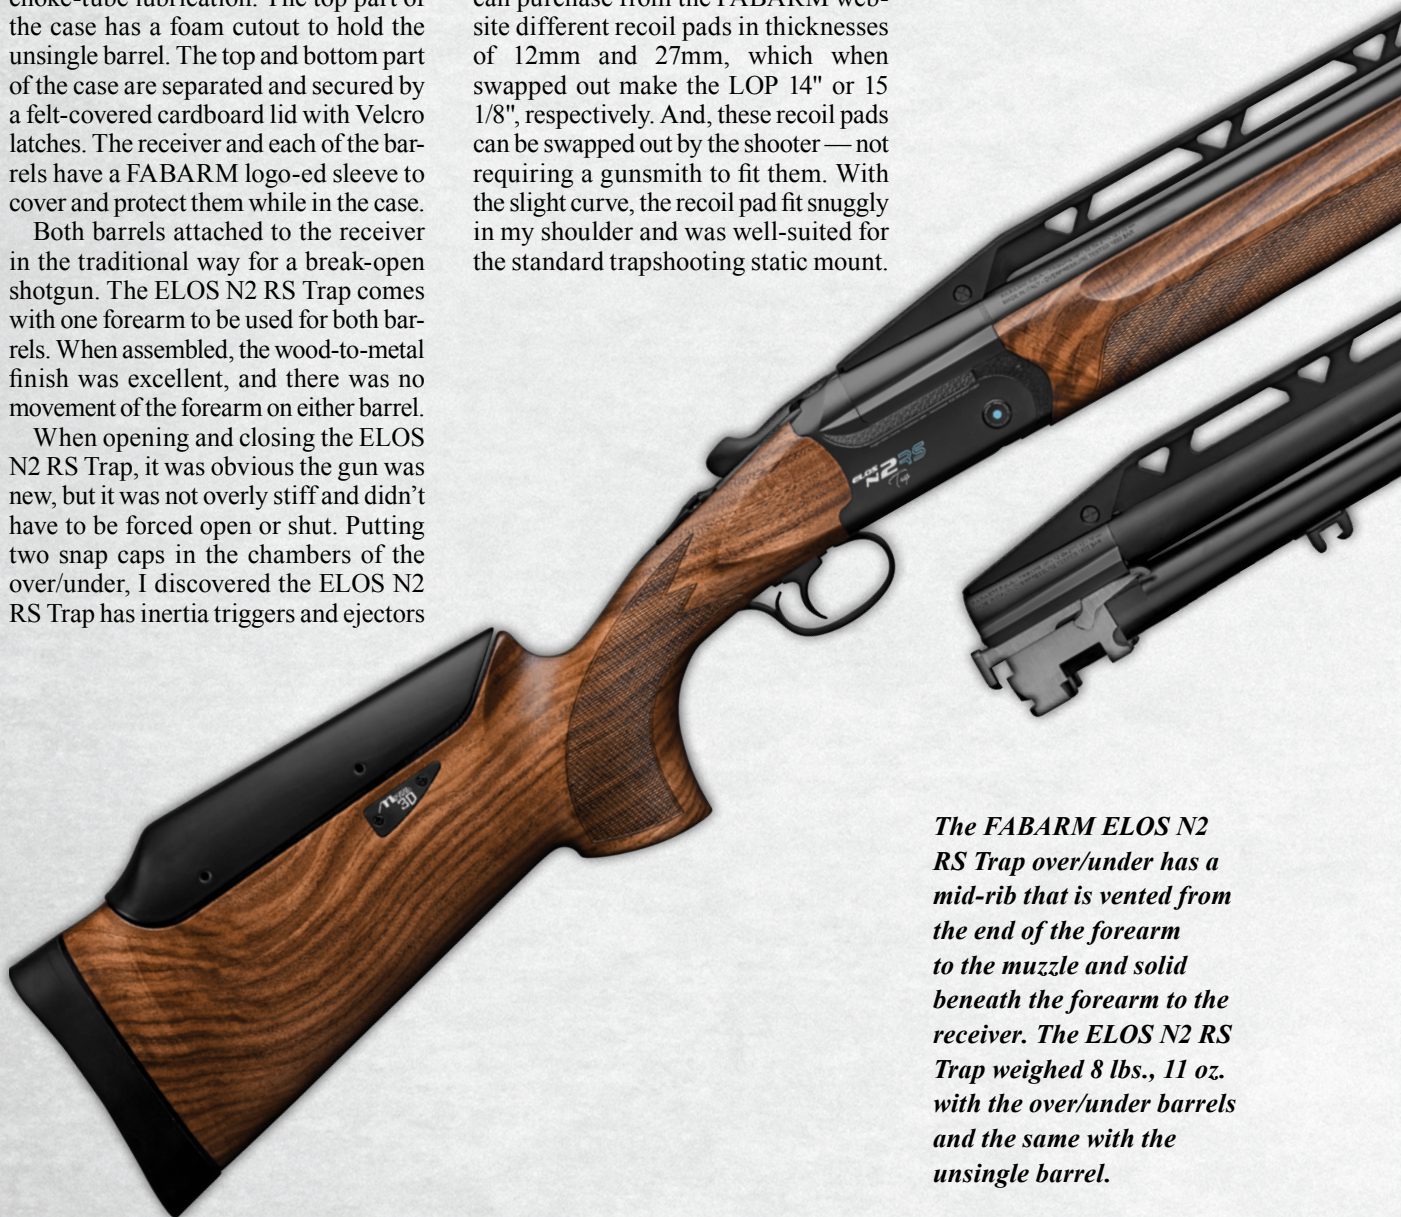 the case has a foam cutout to hold the
unsingle barrel. The top and bottom part
of the case are separated and secured by
a felt-covered cardboard lid with Velcro
latches. The receiver and each of the bar-
rels have a FABARM logo-ed sleeve to
cover and protect them while in the case.
Both barrels attached to the receiver
in the traditional way for a break-open
shotgun. The ELOS N2 RS Trap comes
with one forearm to be used for both bar-
rels. When assembled, the wood-to-metal
finish was excellent, and there was no
movement of the forearm on either barrel.
When opening and closing the ELOS
N2 RS Trap, it was obvious the gun was
new, but it was not overly stiff and didn’t
have to be forced open or shut. Putting
two snap caps in the chambers of the
over/under, I discovered the ELOS N2
RS Trap has inertia triggers and ejectors
can purchase from the FABARM web-
site different recoil pads in thicknesses
of 12mm and 27mm, which when
swapped out make the LOP 14" or 15
1/8", respectively. And, these recoil pads
can be swapped out by the shooter — not
requiring a gunsmith to fit them. With
the slight curve, the recoil pad fit snuggly
in my shoulder and was well-suited for
the standard trapshooting static mount.
ELOS
N2 RS
Trap
3D
The FABARM ELOS N2
RS Trap over/under has a
mid-rib that is vented from
the end of the forearm
to the muzzle and solid
beneath the forearm to the
receiver. The ELOS N2 RS
Trap weighed 8 lbs., 11 oz.
with the over/under barrels
and the same with the
unsingle barrel.